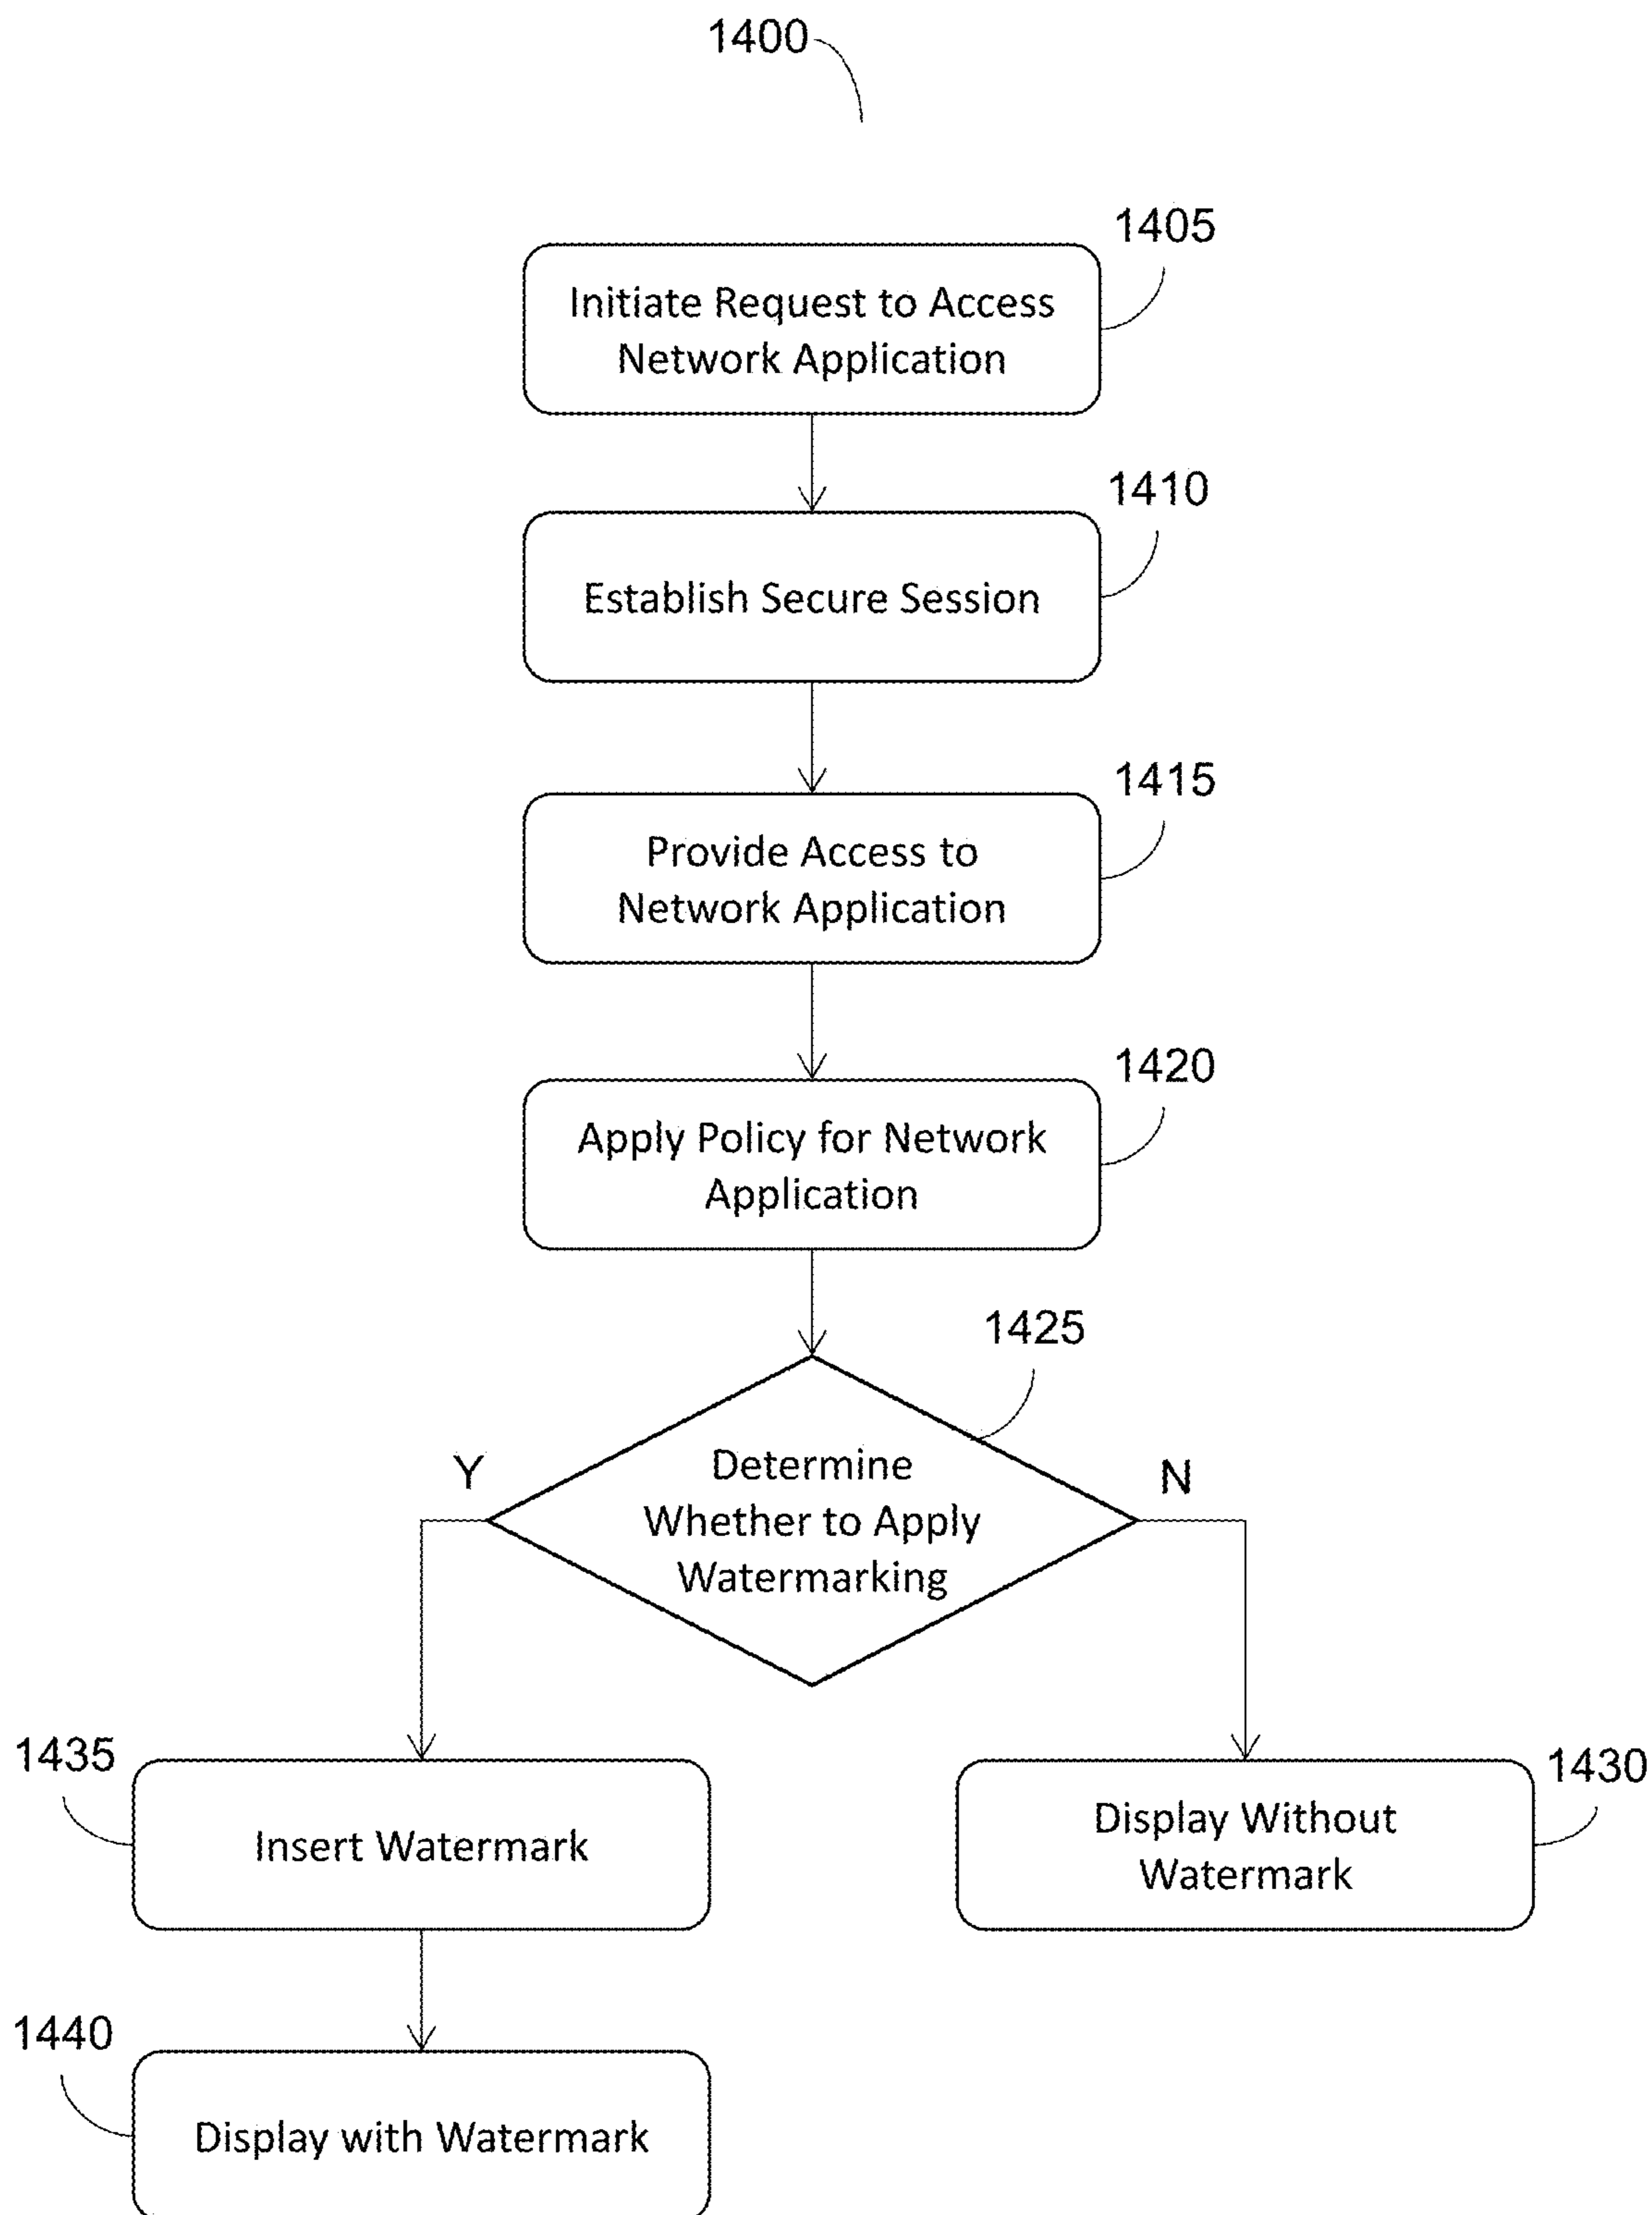 1400
1405
Initiate Request to Access
Network Application
1410
Establish Secure Session
1415
Provide Access to
Network Application
1420
Apply Policy for Network
Application
1425
Y
N
Determine
Whether to Apply
Watermarking
1435
Insert Watermark
1430
Display Without
Watermark
1440
Display with Watermark